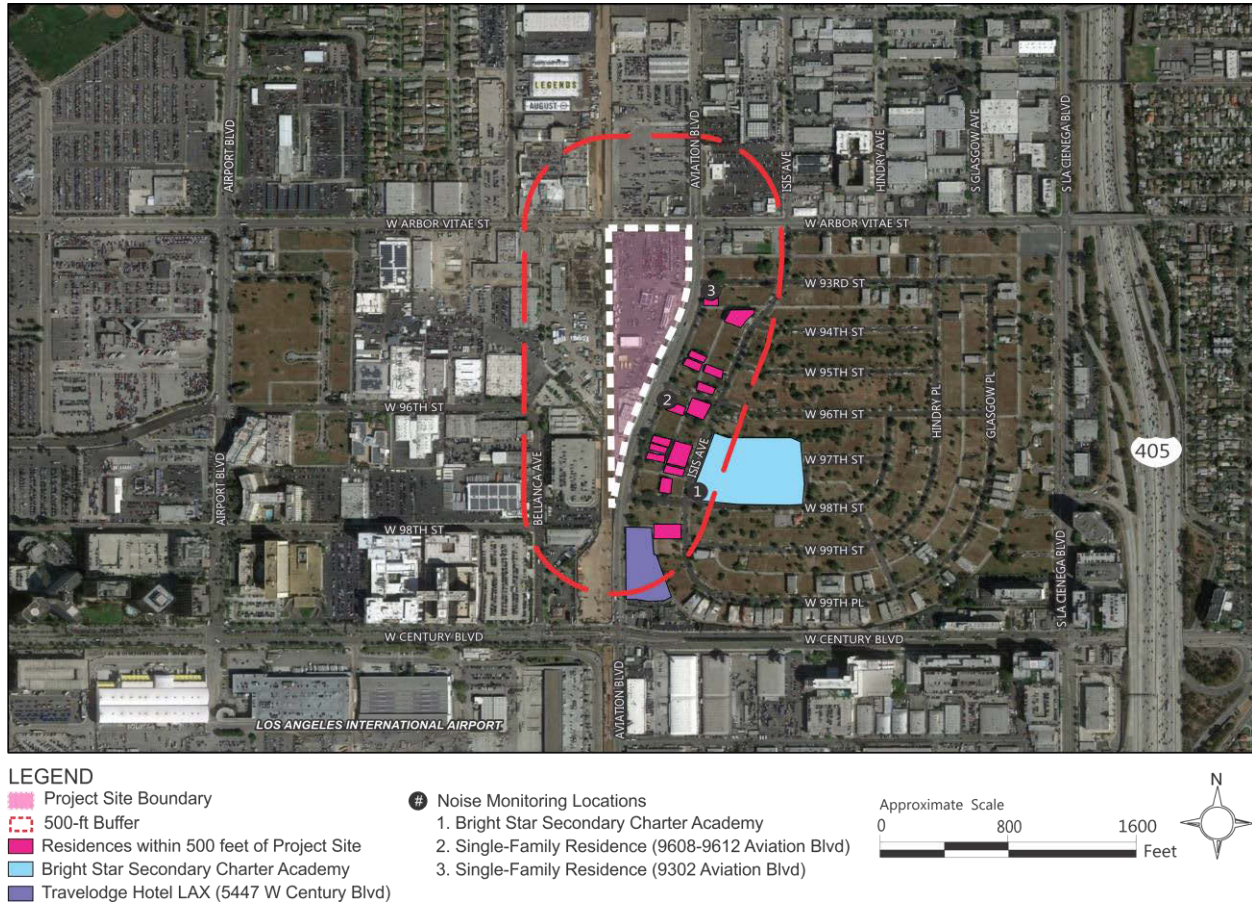 LEGENDS
AUGUST
AIRPORT BLVD
AVIATION BLVD
ISIS AVE
HINDRY AVE
S GLASGOW AVE
S LA CIENEGA BLVD
W ARBOR VITAE ST
W ARBOR VITAE ST
3
W 93RD ST
W 94TH ST
W 95TH ST
2
W 96TH ST
W 96TH ST
HINDRY PL
GLASGOW PL
405
ISIS AVE
W 97TH ST
1
AIRPORT BLVD
BELLANCA AVE
W 98TH ST
W 98TH ST
W 99TH ST
S LA CIENEGA BLVD
W 99TH PL
W CENTURY BLVD
W CENTURY BLVD
AVIATION BLVD
LOS ANGELES INTERNATIONAL AIRPORT
LEGEND
Project Site Boundary
500-ft Buffer
Residences within 500 feet of Project Site
Bright Star Secondary Charter Academy
Travelodge Hotel LAX (5447 W Century Blvd)
# Noise Monitoring Locations
1. Bright Star Secondary Charter Academy
2. Single-Family Residence (9608-9612 Aviation Blvd)
3. Single-Family Residence (9302 Aviation Blvd)
Approximate Scale
0 800 1600
Feet
N